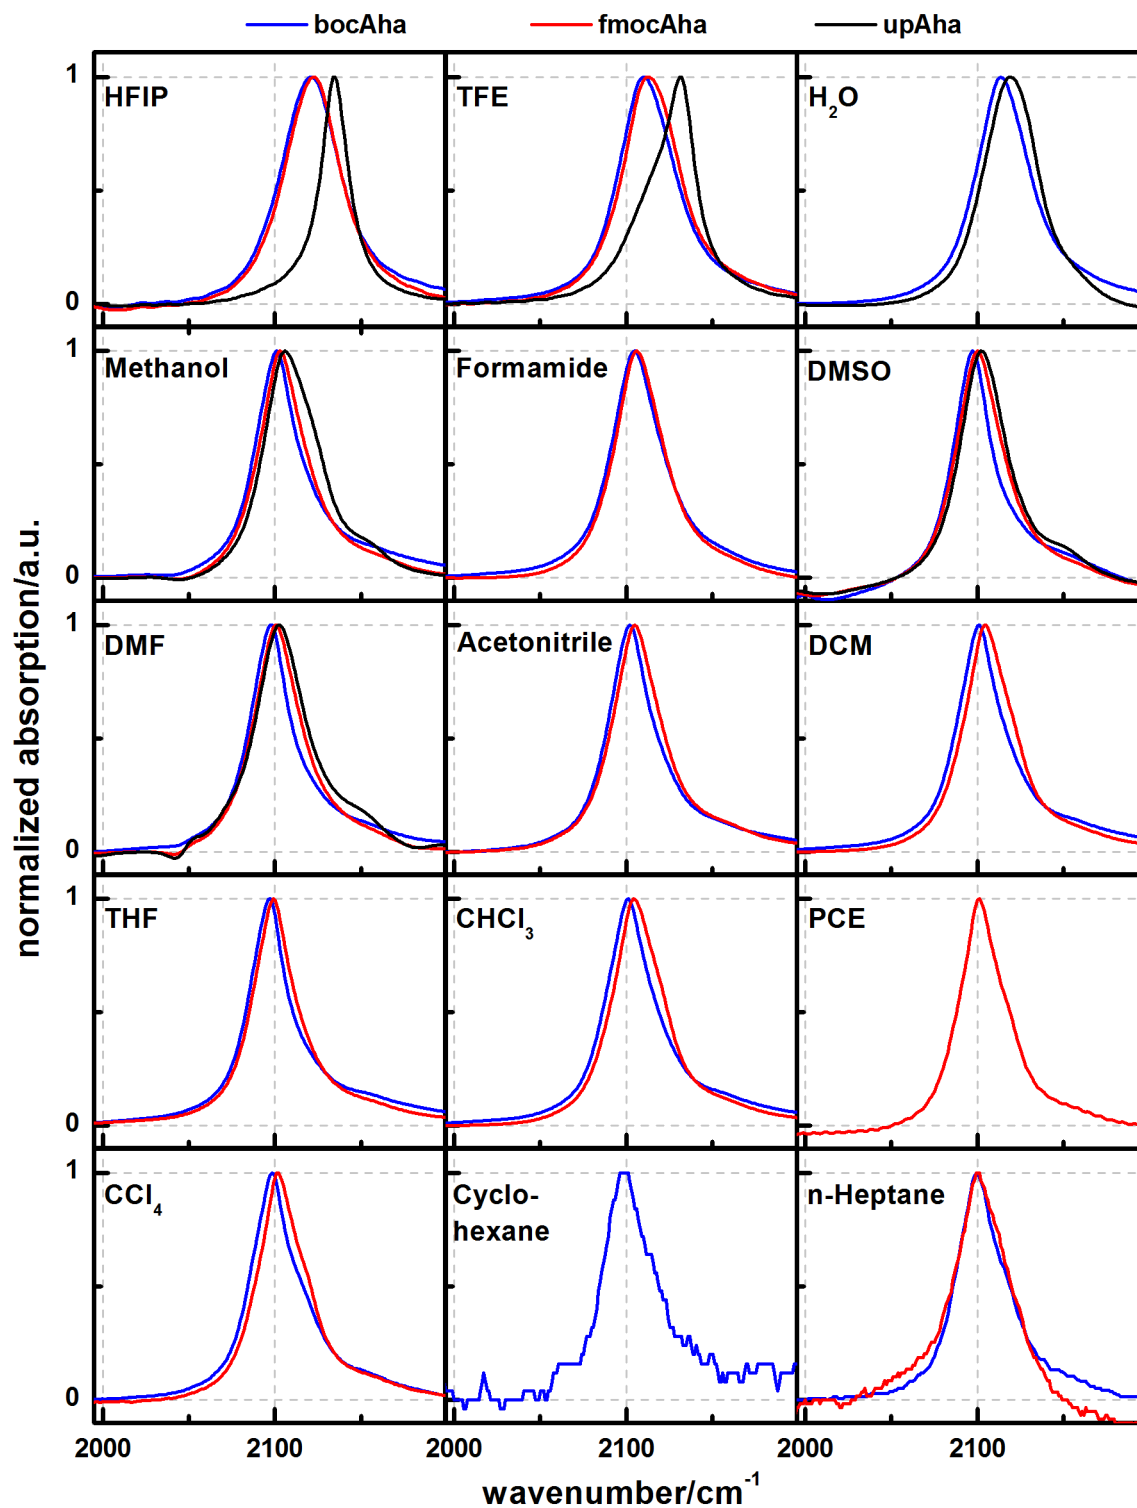 bocAha fmocAha upAha
HFIP TFE H₂O
1
0
Methanol Formamide DMSO
1
0
DMF Acetonitrile DCM
1
0
THF CHCl₃ PCE
1
0
CCl₄ Cyclo- n-Heptane
hexane
1
0
2000 2100 2000 2100 2000 2100
wavenumber/cm⁻¹
normalized absorption/a.u.